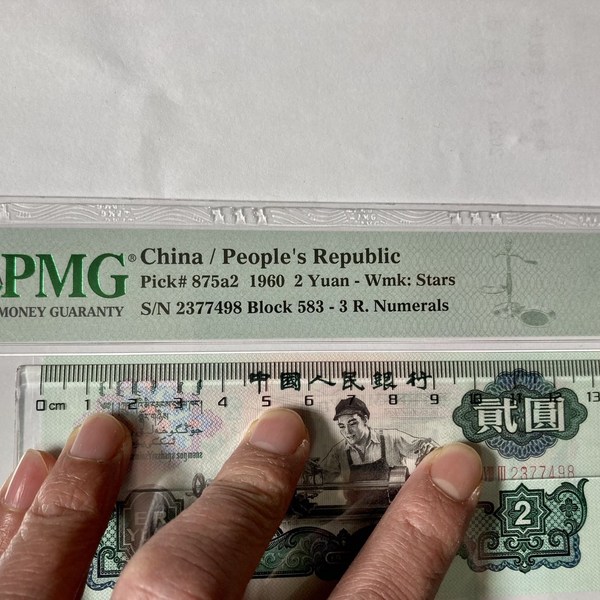 PMG®
MONEY GUARANTY
China / People's Republic
Pick# 875a2 1960 2 Yuan - Wmk: Stars
S/N 2377498 Block 583 - 3 R. Numerals
中國人民銀行
0 cm 1 2 3 4 5 6 7 8 9 10 11 12 13
貳圓
2377498
2